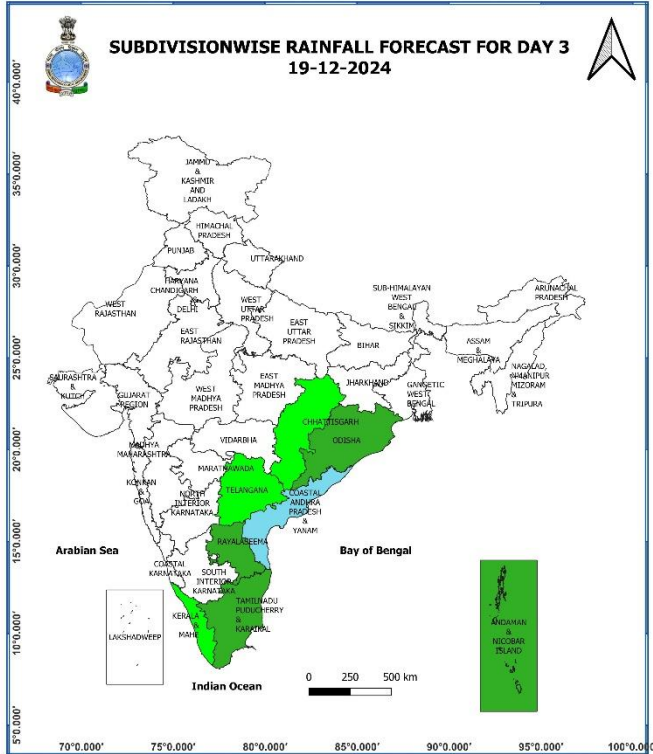 SUBDIVISIONWISE RAINFALL FORECAST FOR DAY 3
19-12-2024
40°0.000'
35°0.000'
30°0.000'
25°0.000'
20°0.000'
15°0.000'
10°0.000'
5°0.000'
JAMMU
&
KASHMIR
AND
LADAKH
HIMACHAL
PRADESH
PUNJAB
UTTARAKHAND
HARYANA
CHANDIGARH
&
DELHI
WEST
RAJASTHAN
EAST
RAJASTHAN
WEST
UTTAR
PRADESH
EAST
UTTAR
PRADESH
SUB-HIMALAYAN
WEST
BENGAL
&
SIKKIM
ARUNACHAL
PRADESH
ASSAM
&
MEGHALAYA
BIHAR
NAGALAD
MANIPUR
MIZORAM
&
TRIPURA
SAURASHTRA
&
KUTCH
GUJARAT
REGION
WEST
MADHYA
PRADESH
EAST
MADHYA
PRADESH
JHARKHAND
GANGETIC
WEST
BENGAL
CHHATTISGARH
ODISHA
VIDARBHA
MADHYA
MAHARASTRA
MARATHAWADA
KONKAN
&
GOA
NORTH
INTERIOR
KARNATAKA
TELANGANA
COASTAL
ANDHRA
PRADESH
&
YANAM
RAYALASEEMA
Arabian Sea
Bay of Bengal
COASTAL
KARNATAKA
SOUTH
INTERIOR
KARNATAKA
TAMILNADU
PUDUCHERRY
&
KARAIKAL
KERALA
&
MAHE
LAKSHADWEEP
ANDAMAN
&
NICOBAR
ISLAND
Indian Ocean
0 250 500 km
70°0.000' 75°0.000' 80°0.000' 85°0.000' 90°0.000' 95°0.000' 100°0.000'